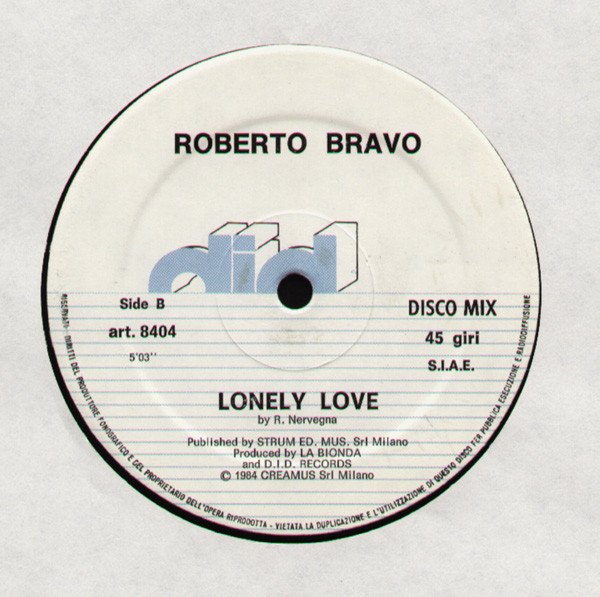 ROBERTO BRAVO
did
Side B
art. 8404
5'03"
DISCO MIX
45 giri
S.I.A.E.
LONELY LOVE
by R. Nervegna
Published by STRUM ED. MUS. Srl Milano
Produced by LA BIONDA
and D.I.D. RECORDS
© 1984 CREAMUS Srl Milano
RISERVATI DIRITTI DEL PRODUTTORE FONOGRAFICO E DEL PROPRIETARIO DELL'OPERA RIPRODOTTA - VIETATA LA DUPLICAZIONE E L'UTILIZZAZIONE DI QUESTO DISCO PER PUBBLICA ESECUZIONE E RADIODIFFUSIONE